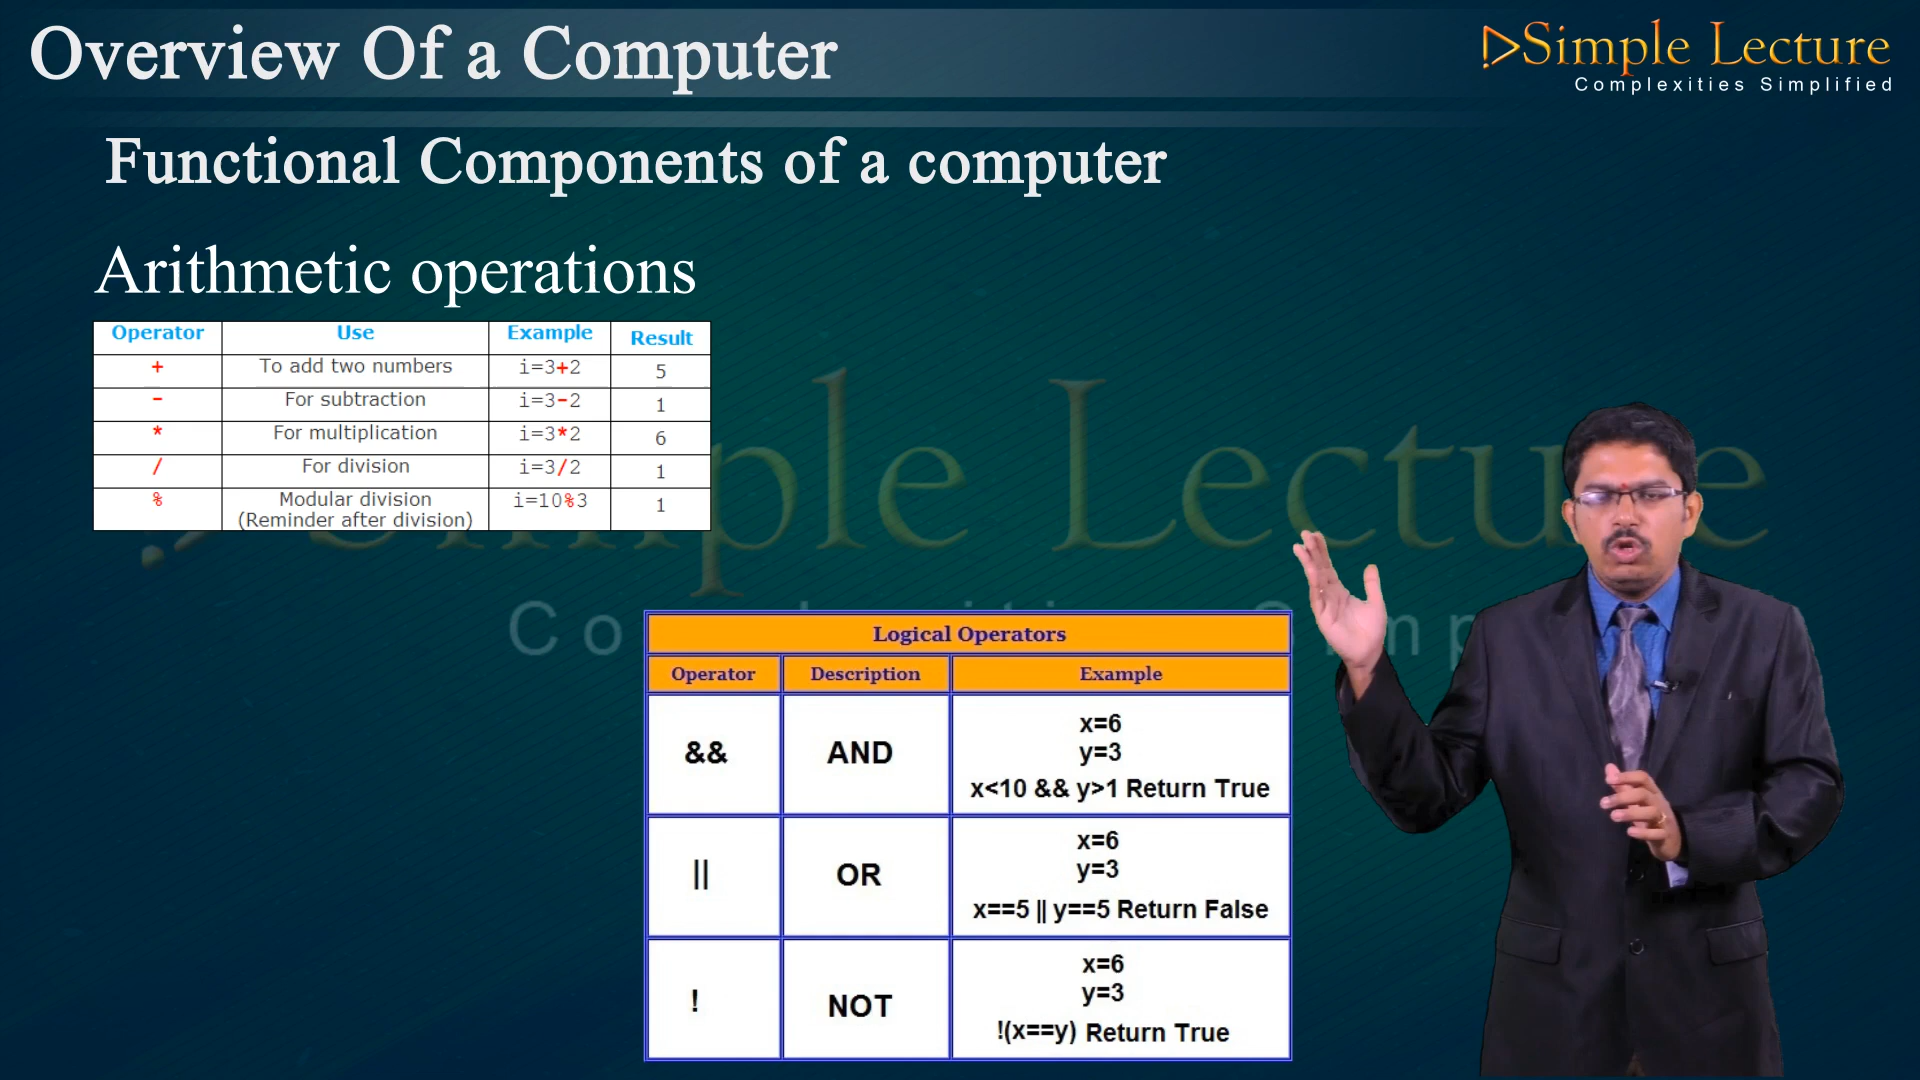 Overview Of a Computer
Simple Lecture
Complexities Simplified
Functional Components of a computer
Arithmetic operations
Operator Use Example Result
+ To add two numbers i=3+2 5
- For subtraction i=3-2 1
* For multiplication i=3*2 6
/ For division i=3/2 1
% Modular division i=10%3 1
(Reminder after division)
Logical Operators
Operator Description Example
&& AND
x=6
y=3
x<10 && y>1 Return True
|| OR
x=6
y=3
x==5 || y==5 Return False
! NOT
x=6
y=3
!(x==y) Return True